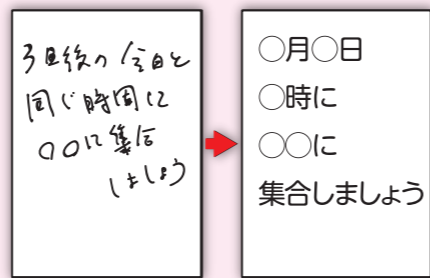 3日後の今日と
同じ時間に
○○に集合
しましょう
○月○日
○時に
○○に
集合しましょう